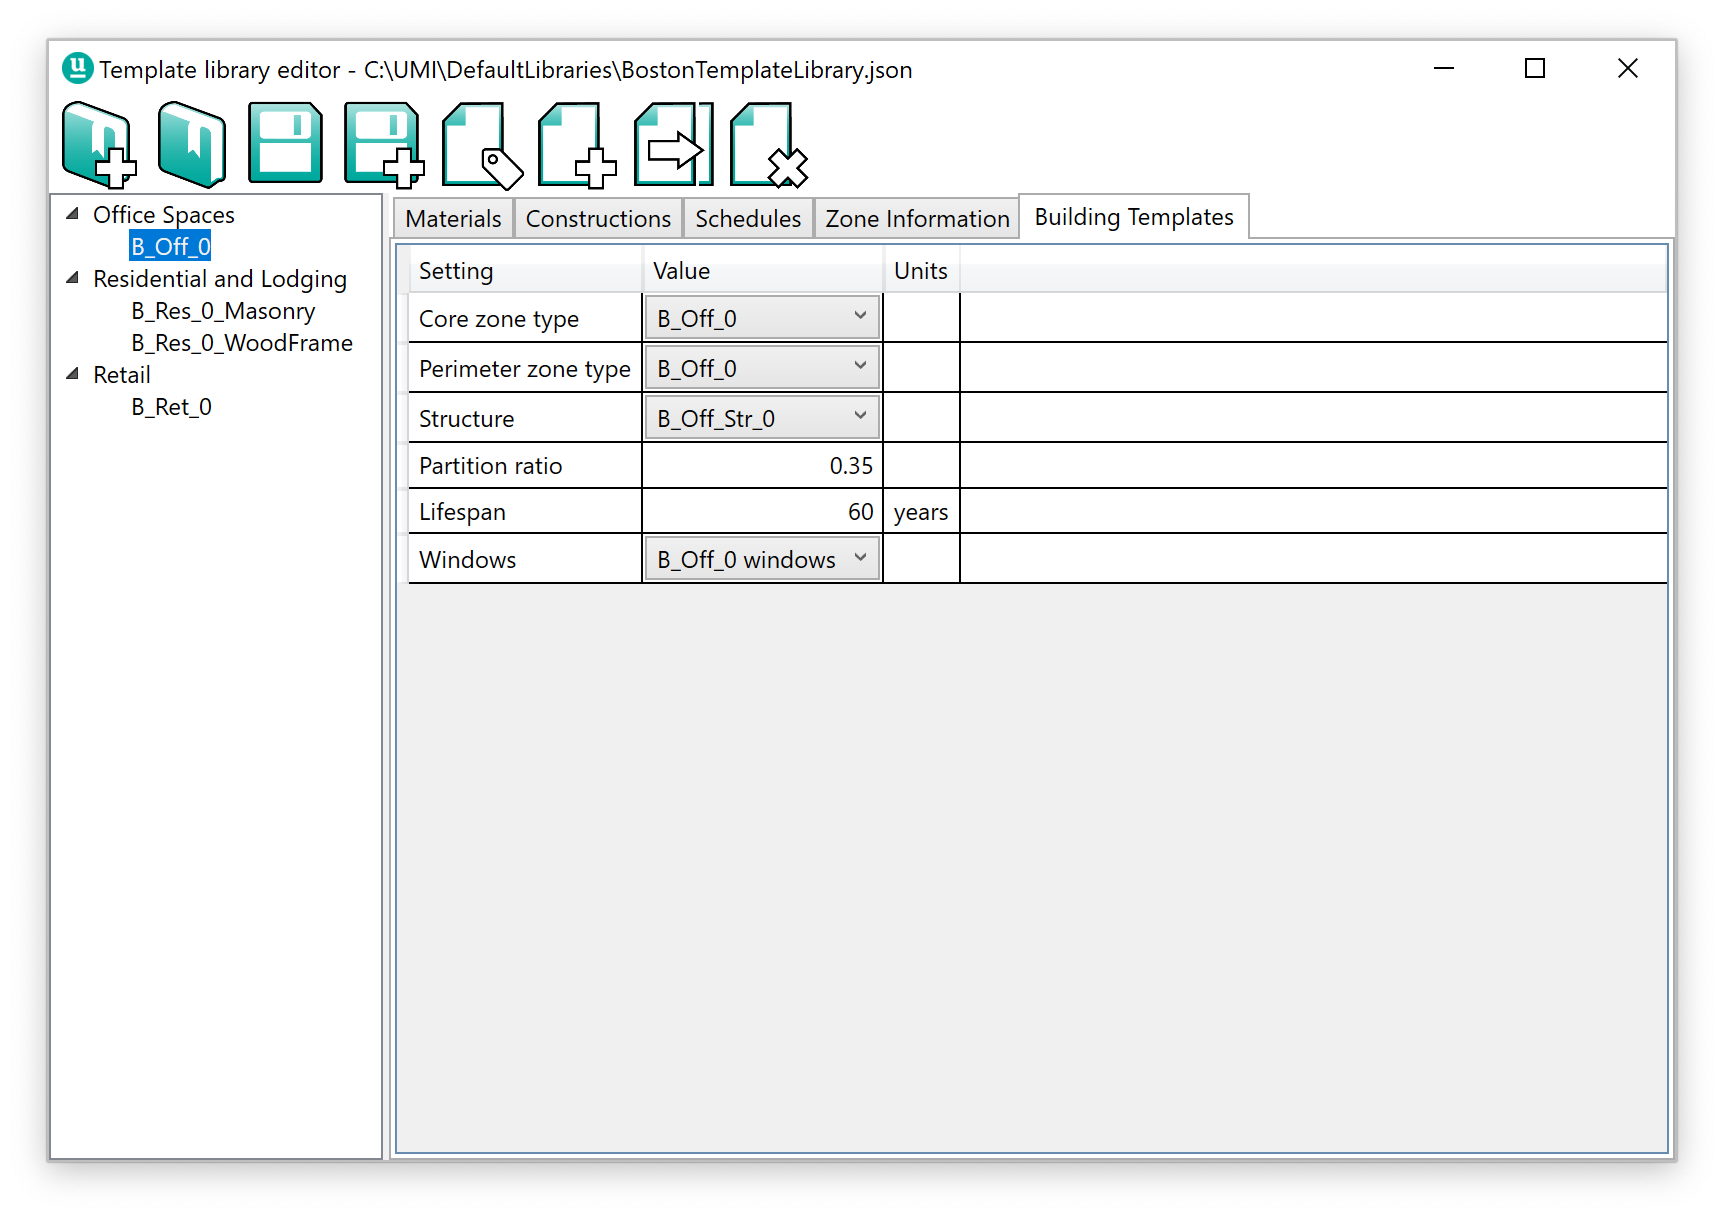 u Template library editor - C:\UMI\DefaultLibraries\BostonTemplateLibrary.json
Office Spaces
B_Off_0
Residential and Lodging
B_Res_0_Masonry
B_Res_0_WoodFrame
Retail
B_Ret_0
Materials Constructions Schedules Zone Information Building Templates
Setting Value Units
Core zone type B_Off_0
Perimeter zone type B_Off_0
Structure B_Off_Str_0
Partition ratio 0.35
Lifespan 60 years
Windows B_Off_0 windows